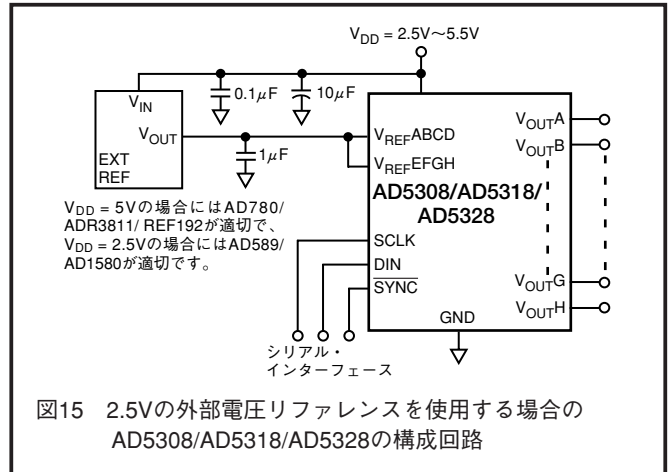 VDD = 2.5V～5.5V
0.1μF
10μF
VIN
VOUT
EXT
REF
1μF
VREFABCD
VREFEFGH
AD5308/AD5318/
AD5328
SCLK
DIN
SYNC
GND
VOUTA
VOUTB
VOUTG
VOUTH
VDD = 5Vの場合にはAD780/
ADR3811/ REF192が適切で、
VDD = 2.5Vの場合にはAD589/
AD1580が適切です。
シリアル・
インターフェース
図15 2.5Vの外部電圧リファレンスを使用する場合の
AD5308/AD5318/AD5328の構成回路